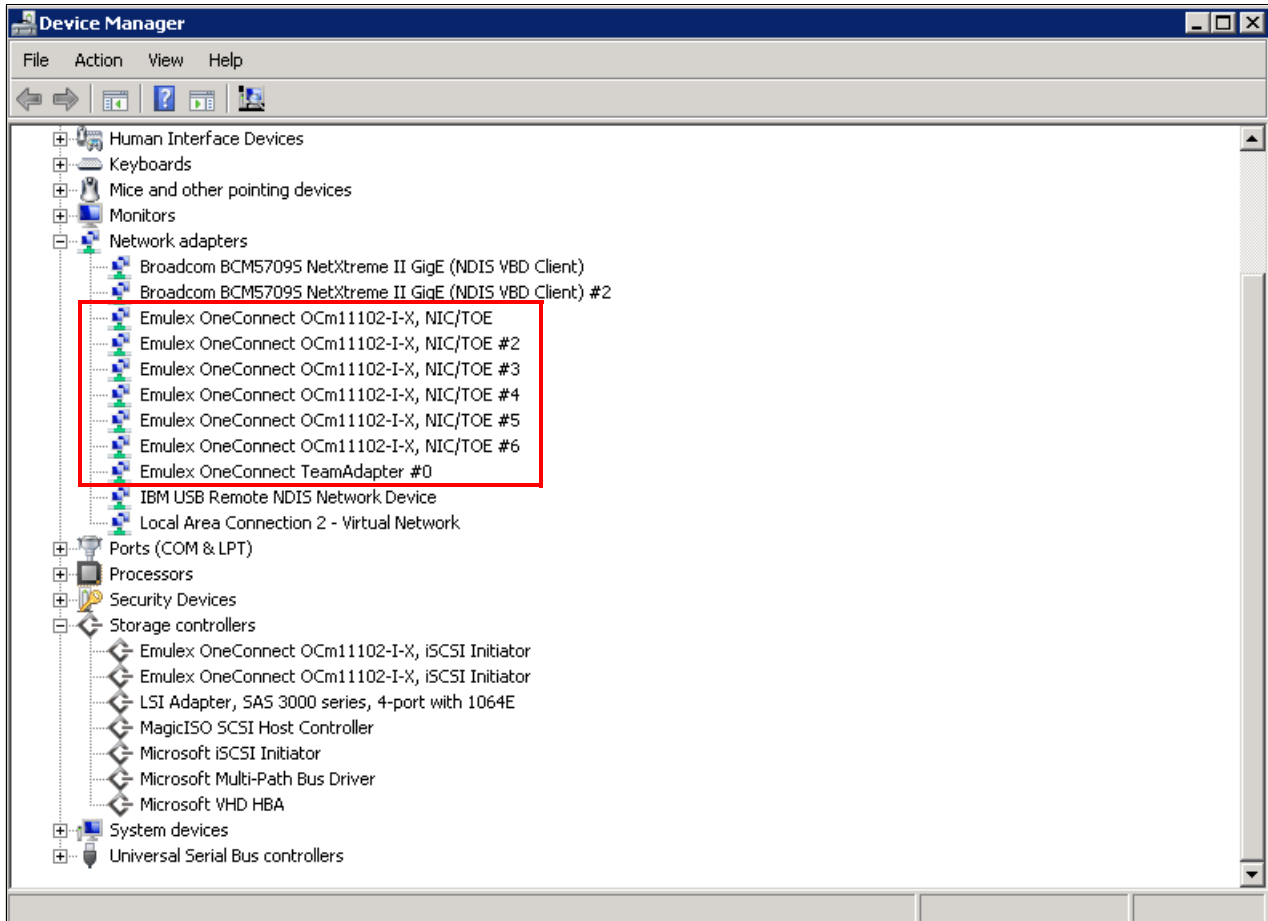 Device Manager
File Action View Help
Human Interface Devices
Keyboards
Mice and other pointing devices
Monitors
Network adapters
Broadcom BCM5709S NetXtreme II GigE (NDIS VBD Client)
Broadcom BCM5709S NetXtreme II GigE (NDIS VBD Client) #2
Emulex OneConnect OCm11102-I-X, NIC/TOE
Emulex OneConnect OCm11102-I-X, NIC/TOE #2
Emulex OneConnect OCm11102-I-X, NIC/TOE #3
Emulex OneConnect OCm11102-I-X, NIC/TOE #4
Emulex OneConnect OCm11102-I-X, NIC/TOE #5
Emulex OneConnect OCm11102-I-X, NIC/TOE #6
Emulex OneConnect TeamAdapter #0
IBM USB Remote NDIS Network Device
Local Area Connection 2 - Virtual Network
Ports (COM & LPT)
Processors
Security Devices
Storage controllers
Emulex OneConnect OCm11102-I-X, iSCSI Initiator
Emulex OneConnect OCm11102-I-X, iSCSI Initiator
LSI Adapter, SAS 3000 series, 4-port with 1064E
MagicISO SCSI Host Controller
Microsoft iSCSI Initiator
Microsoft Multi-Path Bus Driver
Microsoft VHD HBA
System devices
Universal Serial Bus controllers